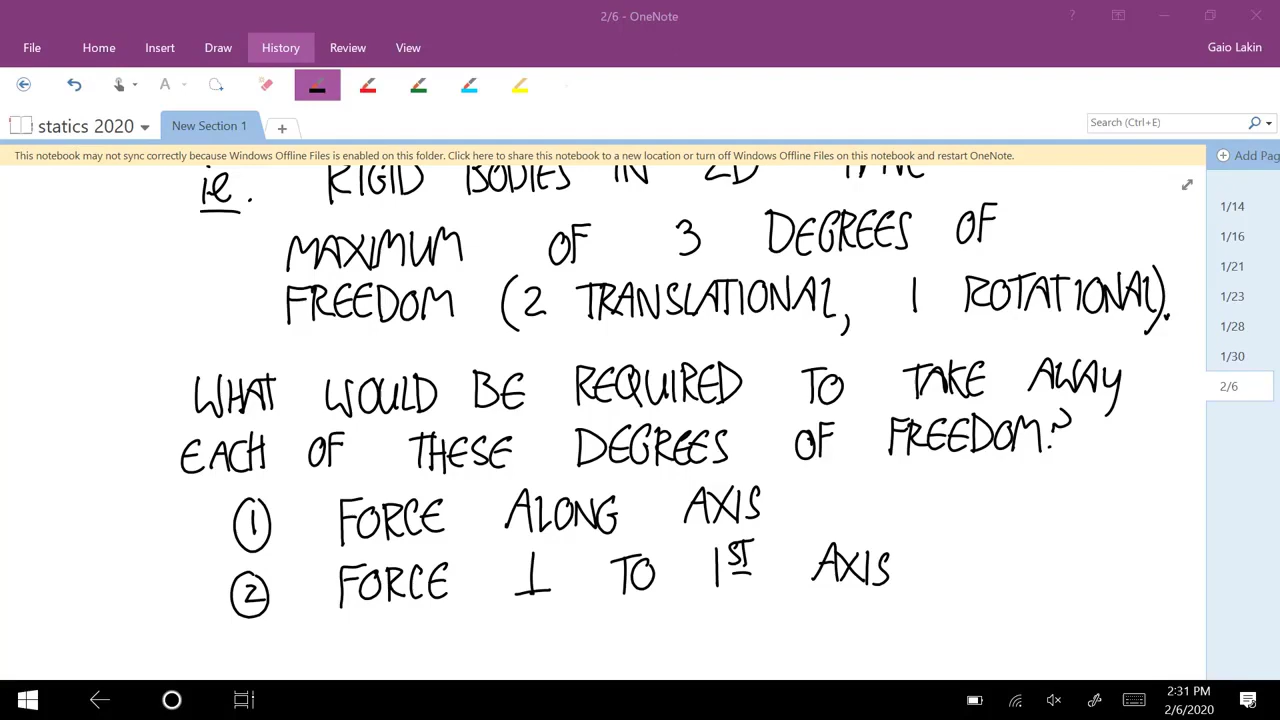 2/6 - OneNote
File Home Insert Draw History Review View Gaio Lakin
statics 2020 New Section 1 Search (Ctrl+E)
This notebook may not sync correctly because Windows Offline Files is enabled on this folder. Click here to share this notebook to a new location or turn off Windows Offline Files on this notebook and restart OneNote.
Add Pag
1/14
1/16
1/21
1/23
1/28
1/30
2/6
i.e. RIGID BODIES IN 2D HAVE
MAXIMUM OF 3 DEGREES OF
FREEDOM (2 TRANSLATIONAL, 1 ROTATIONAL).
WHAT WOULD BE REQUIRED TO TAKE AWAY
EACH OF THESE DEGREES OF FREEDOM?
① FORCE ALONG AXIS
② FORCE ⊥ TO 1ST AXIS
2:31 PM
2/6/2020